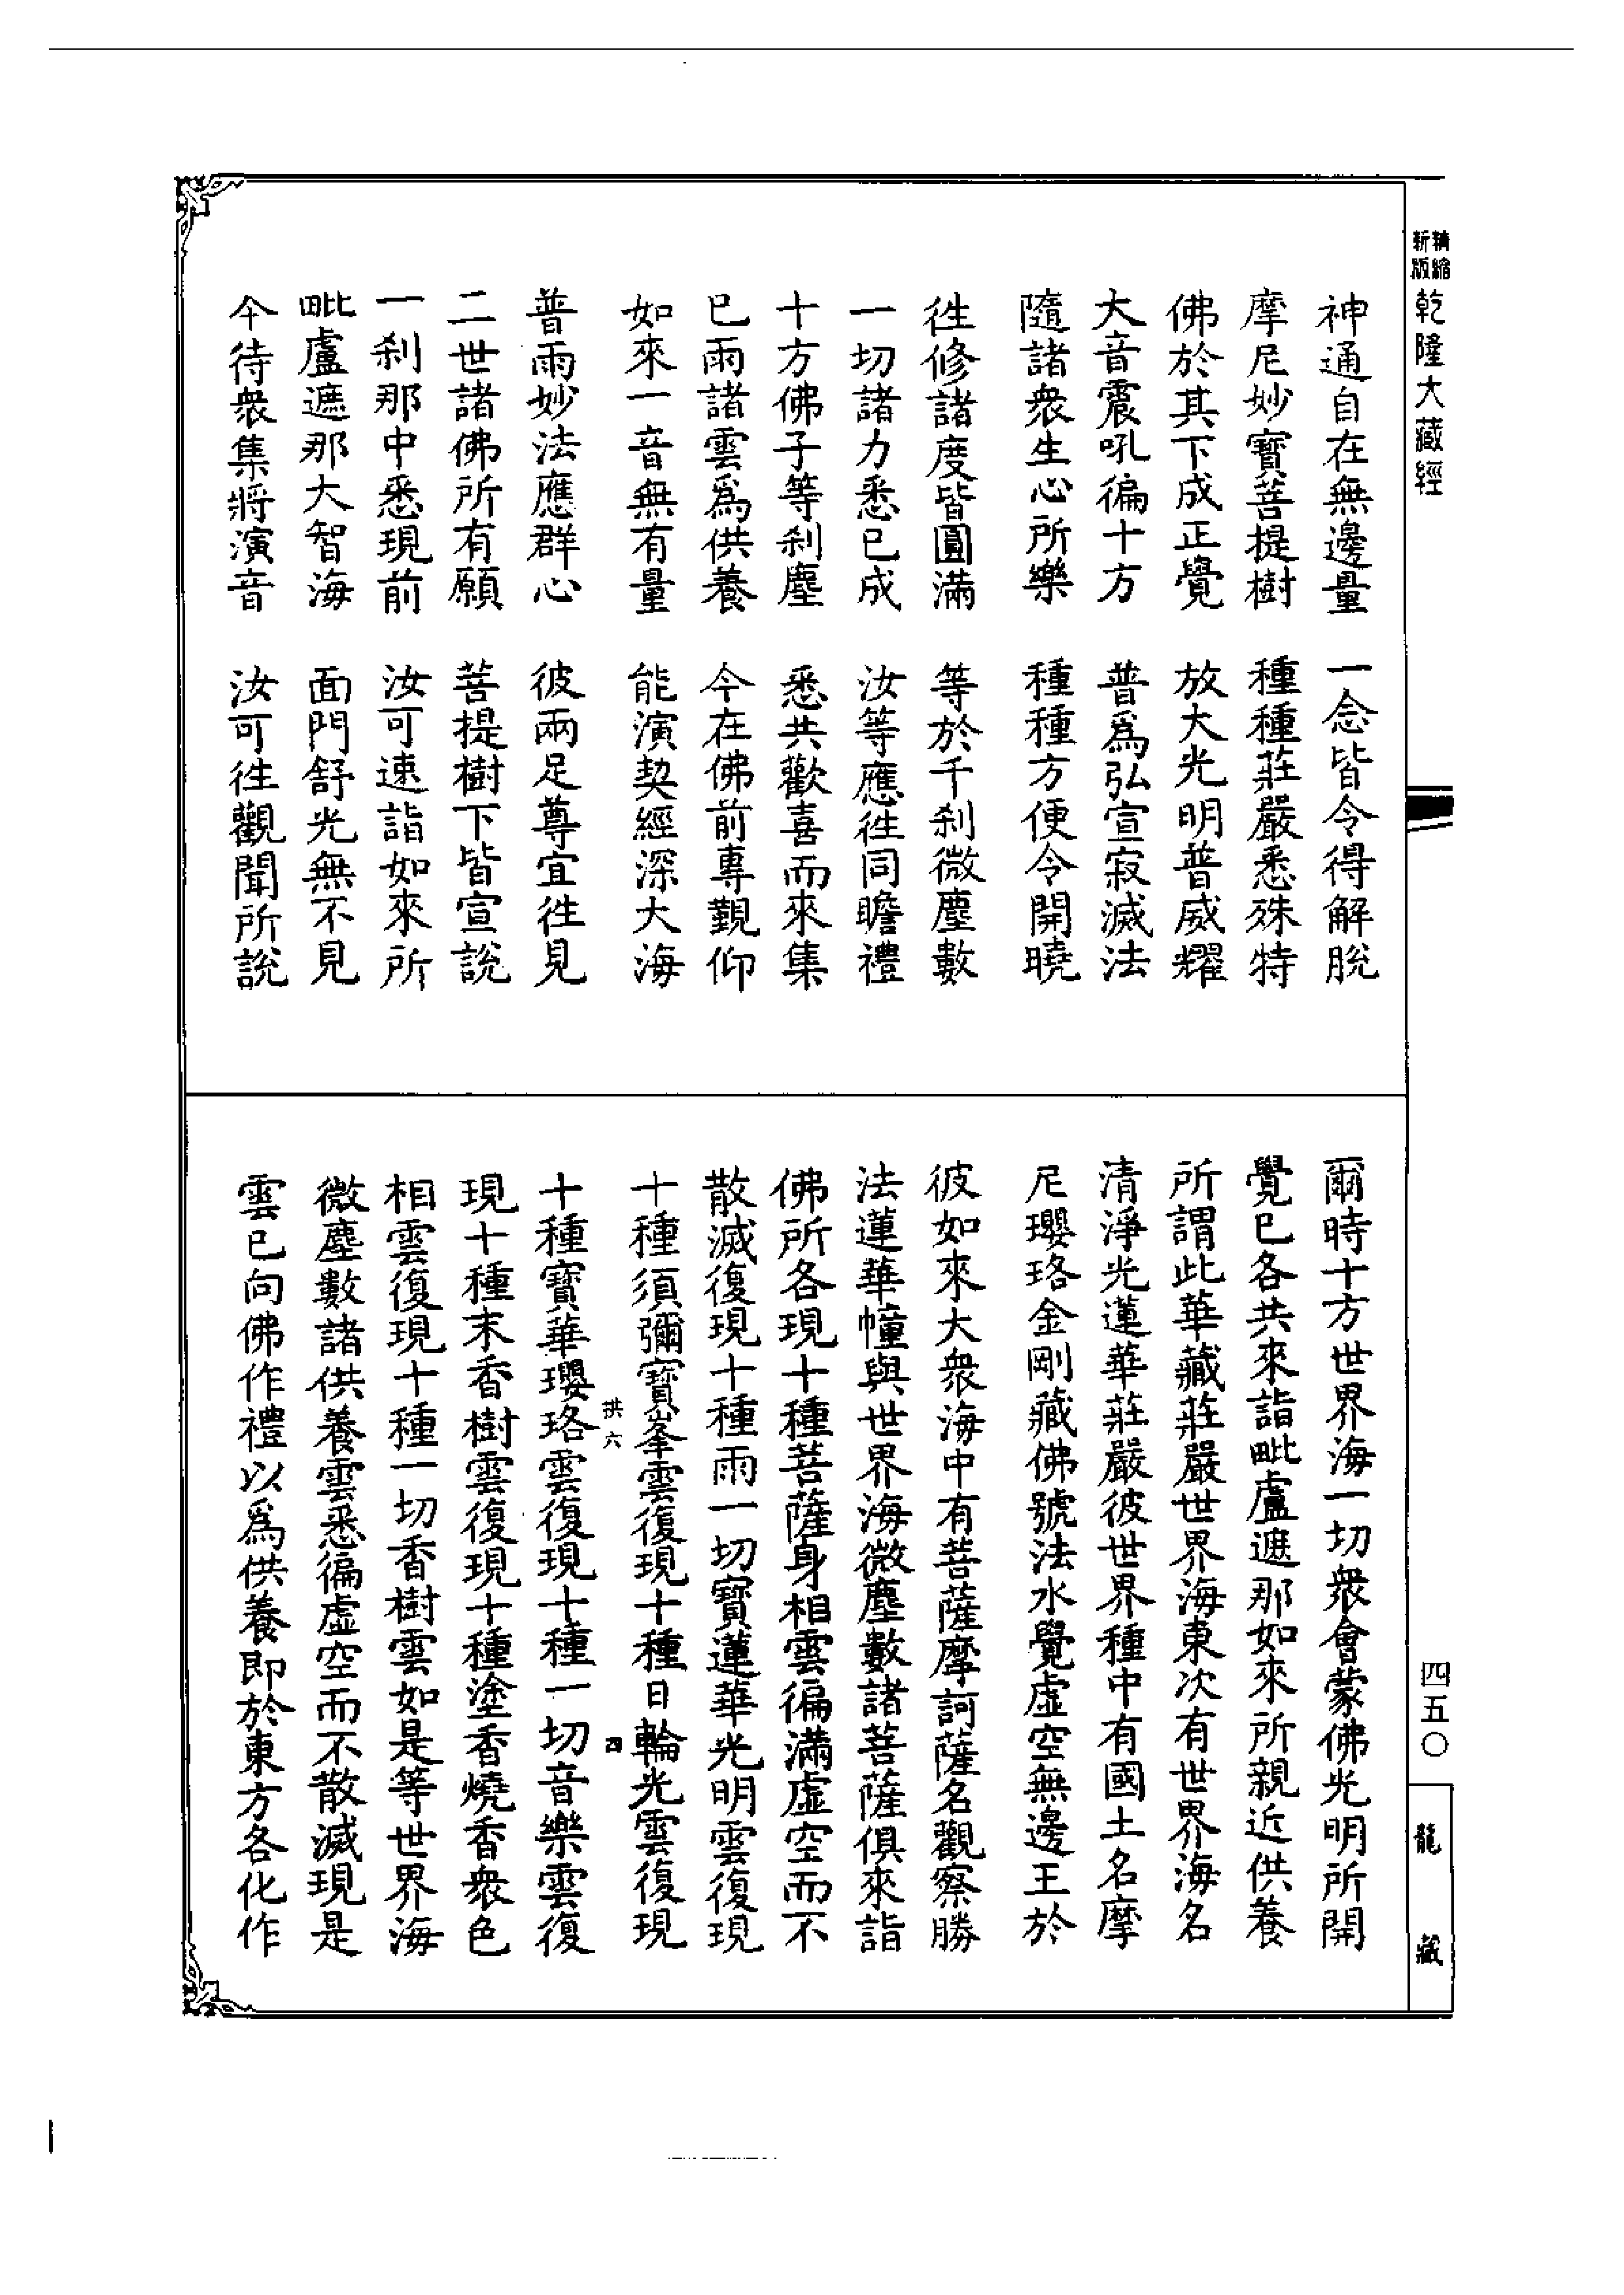 新版精縮
乾隆大藏經
四五〇
龍藏
神通自在無邊量　一念皆令得解脫
摩尼妙寶菩提樹　種種莊嚴悉殊特
佛於其下成正覺　放大光明普威耀
大音震吼徧十方　普爲弘宣寂滅法
隨諸衆生心所樂　種種方便令開曉
徃修諸度皆圓滿　等於千刹微塵數
一切諸力悉已成　汝等應徃同瞻禮
十方佛子等刹塵　悉共歡喜而來集
已雨諸雲爲供養　今在佛前專覲仰
如來一音無有量　能演契經深大海
普雨妙法應群心　彼兩足尊宜徃見
三世諸佛所有願　菩提樹下皆宣說
一刹那中悉現前　汝可速詣如來所
毗盧遮那大智海　面門舒光無不見
今待衆集將演音　汝可徃觀聞所說
爾時十方世界海一切衆會蒙佛光明所開
覺已各共來詣毗盧遮那如來所親近供養
所謂此華藏莊嚴世界海東次有世界海名
清淨光蓮華莊嚴彼世界種中有國土名摩
尼瓔珞金剛藏佛號法水覺虛空無邊王於
彼如來大衆海中有菩薩摩訶薩名觀察勝
法蓮華幢與世界海微塵數諸菩薩俱來詣
佛所各現十種菩薩身相雲徧滿虛空而不
散滅復現十種雨一切寶蓮華光明雲復現
十種須彌寶峯雲復現十種日輪光雲復現
拱六　四
十種寶華瓔珞雲復現十種一切音樂雲復
現十種末香樹雲復現十種塗香燒香衆色
相雲復現十種一切香樹雲如是等世界海
微塵數諸供養雲悉徧虛空而不散滅現是
雲已向佛作禮以爲供養即於東方各化作